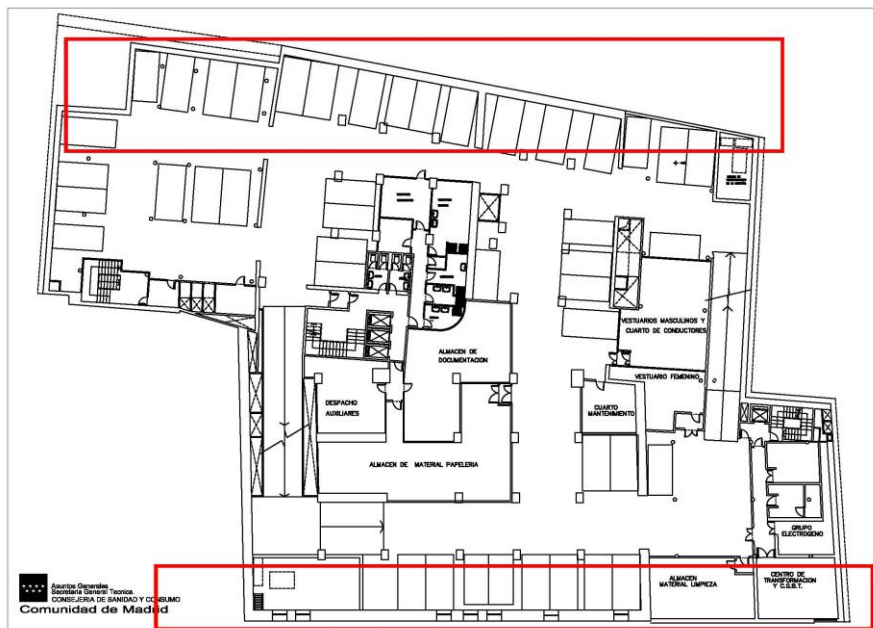 ALMACEN DE
DOCUMENTACION
VESTUARIOS MASCULINOS Y
CUARTO DE CONDUCTORES
VESTUARIO FEMENINO
DESPACHO
AUXILIARES
CUARTO
MANTENIMIENTO
ALMACEN DE MATERIAL PAPELERIA
GRUPO
ELECTROGENO
ALMACEN
MATERIAL LIMPIEZA
CENTRO DE
TRANSFORMACION
Y C.G.B.T.
Asuntos Generales
Secretaria General Tecnica
CONSEJERIA DE SANIDAD Y CONSUMO
Comunidad de Madrid